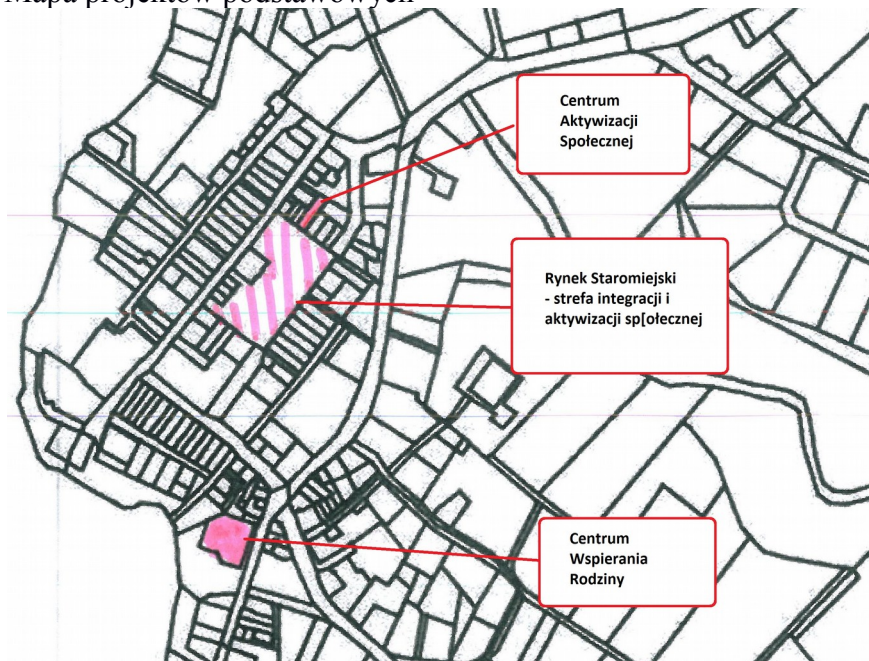 Mapa projektów podstawowych
Centrum
Aktywizacji
Społecznej
Rynek Staromiejski
- strefa integracji i
aktywizacji sp[ołecznej
Centrum
Wspierania
Rodziny